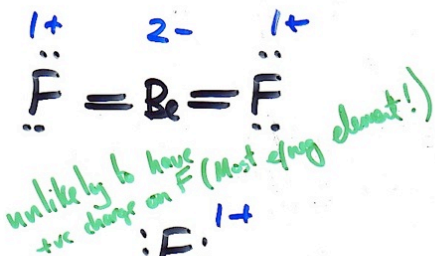 1+ 2- 1+
F = Be = F
unlikely to have
+ve charge on F (Most e/neg element!)
:F· 1+